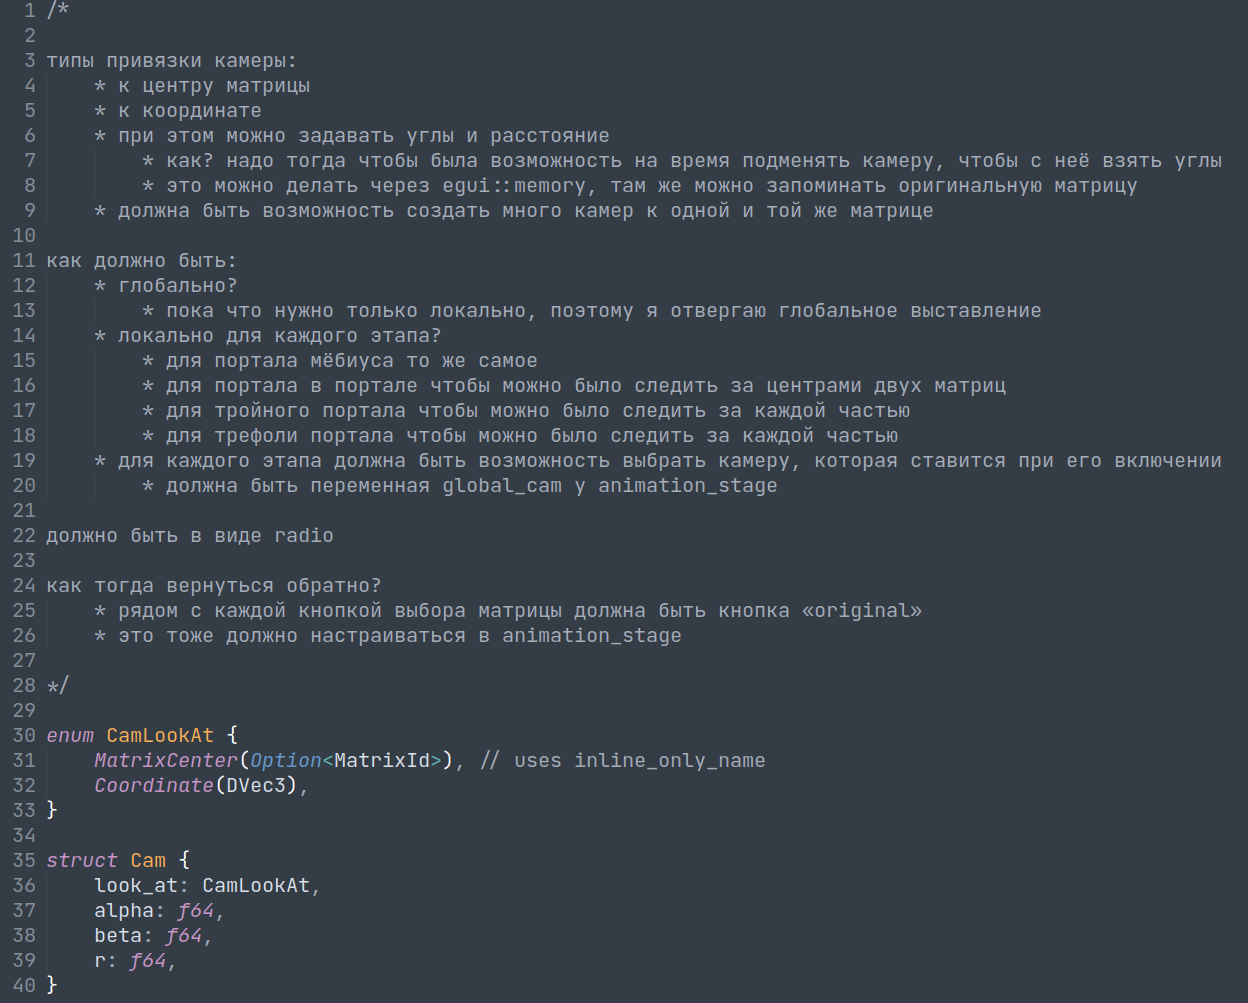 1 /*
2
3 типы привязки камеры:
4     * к центру матрицы
5     * к координате
6     * при этом можно задавать углы и расстояние
7         * как? надо тогда чтобы была возможность на время подменять камеру, чтобы с неё взять углы
8         * это можно делать через egui::memory, там же можно запоминать оригинальную матрицу
9     * должна быть возможность создать много камер к одной и той же матрице
10
11 как должно быть:
12     * глобально?
13         * пока что нужно только локально, поэтому я отвергаю глобальное выставление
14     * локально для каждого этапа?
15         * для портала мёбиуса то же самое
16         * для портала в портале чтобы можно было следить за центрами двух матриц
17         * для тройного портала чтобы можно было следить за каждой частью
18         * для трефоли портала чтобы можно было следить за каждой частью
19     * для каждого этапа должна быть возможность выбрать камеру, которая ставится при его включении
20         * должна быть переменная global_cam у animation_stage
21
22 должно быть в виде radio
23
24 как тогда вернуться обратно?
25     * рядом с каждой кнопкой выбора матрицы должна быть кнопка «original»
26     * это тоже должно настраиваться в animation_stage
27
28 */
29
30 enum CamLookAt {
31     MatrixCenter(Option<MatrixId>), // uses inline_only_name
32     Coordinate(DVec3),
33 }
34
35 struct Cam {
36     look_at: CamLookAt,
37     alpha: f64,
38     beta: f64,
39     r: f64,
40 }